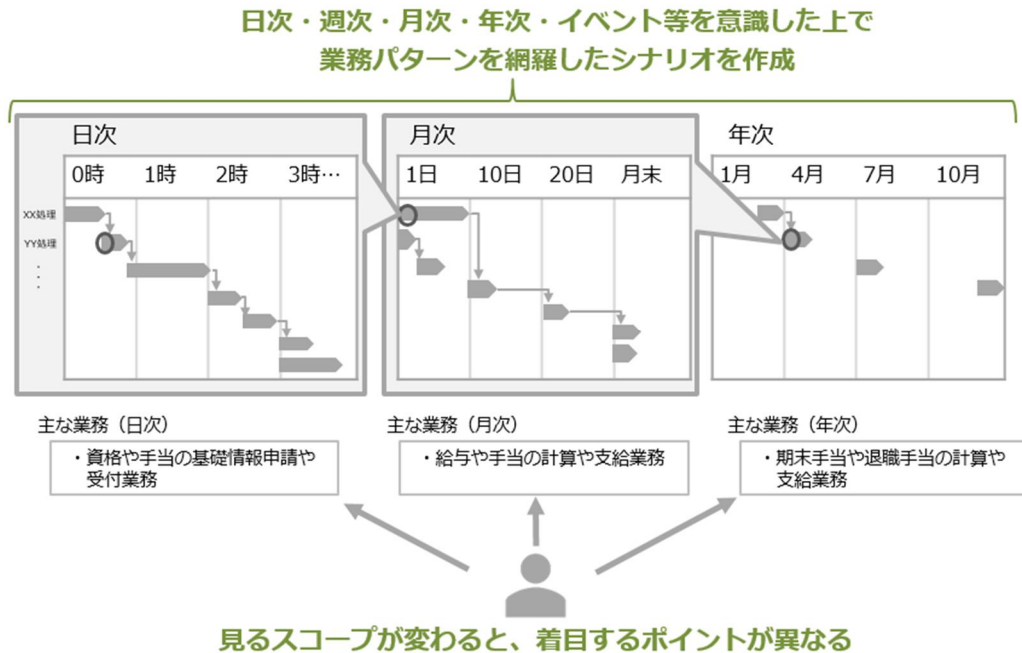 日次・週次・月次・年次・イベント等を意識した上で
業務パターンを網羅したシナリオを作成
日次
0時 1時 2時 3時…
XX処理
YY処理
・
・
・
月次
1日 10日 20日 月末
年次
1月 4月 7月 10月
主な業務（日次）
・資格や手当の基礎情報申請や
受付業務
主な業務（月次）
・給与や手当の計算や支給業務
主な業務（年次）
・期末手当や退職手当の計算や
支給業務
見るスコープが変わると、着目するポイントが異なる